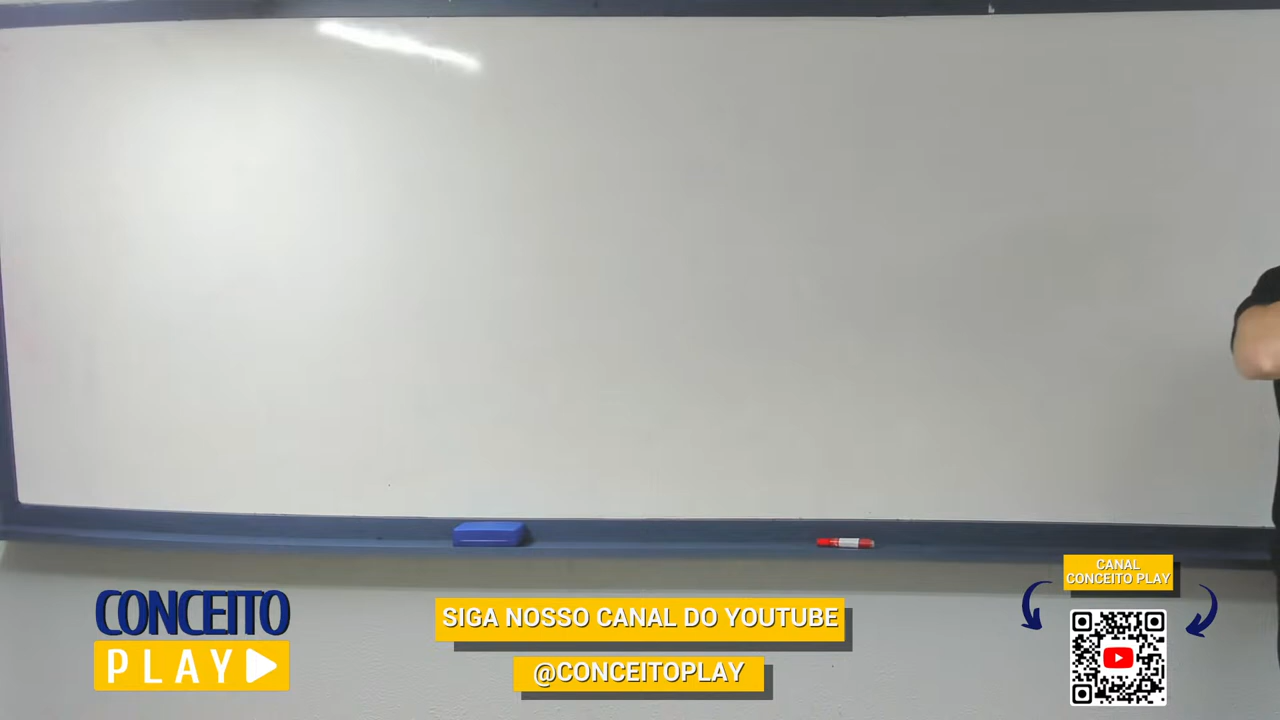 CONCEITO
PLAY
SIGA NOSSO CANAL DO YOUTUBE
@CONCEITOPLAY
CANAL
CONCEITO PLAY